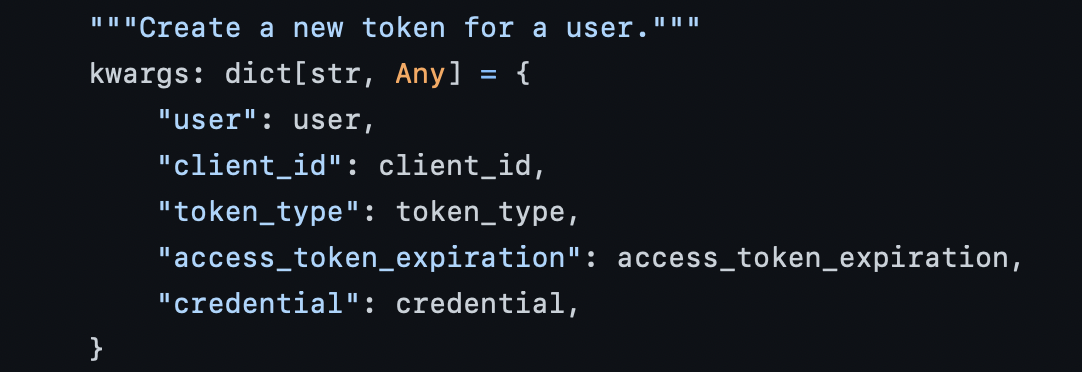 """Create a new token for a user."""
kwargs: dict[str, Any] = {
    "user": user,
    "client_id": client_id,
    "token_type": token_type,
    "access_token_expiration": access_token_expiration,
    "credential": credential,
}